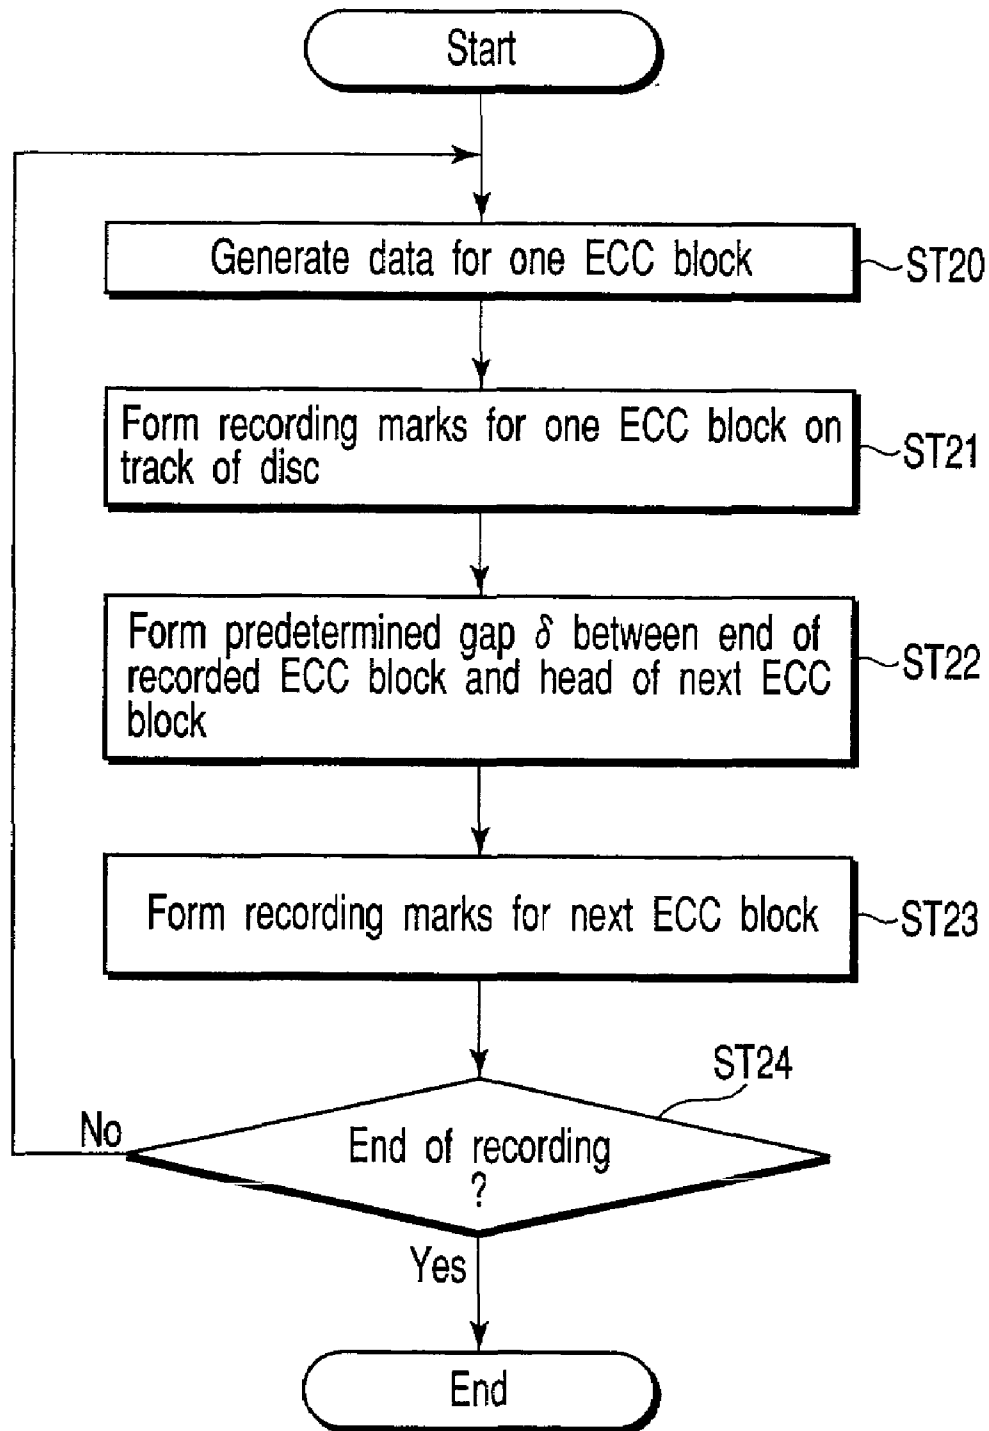 Start
Generate data for one ECC block
ST20
Form recording marks for one ECC block on
track of disc
ST21
Form predetermined gap δ between end of
recorded ECC block and head of next ECC
block
ST22
Form recording marks for next ECC block
ST23
ST24
No
End of recording
?
Yes
End